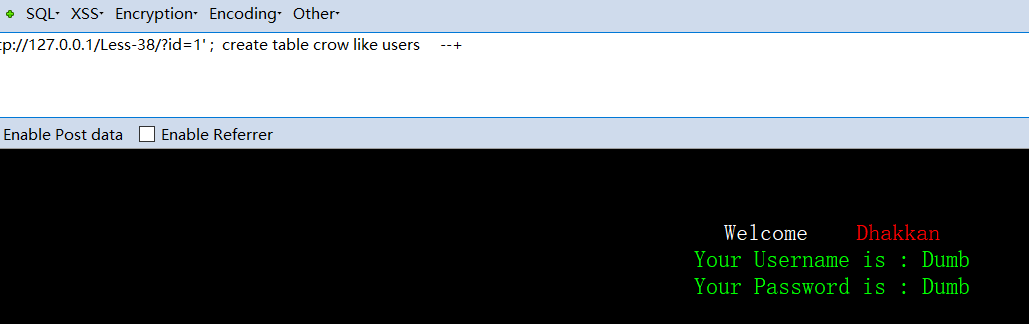 SQL XSS Encryption Encoding Other
tp://127.0.0.1/Less-38/?id=1' ; create table crow like users --+
Enable Post data Enable Referrer
Welcome Dhakkan
Your Username is : Dumb
Your Password is : Dumb